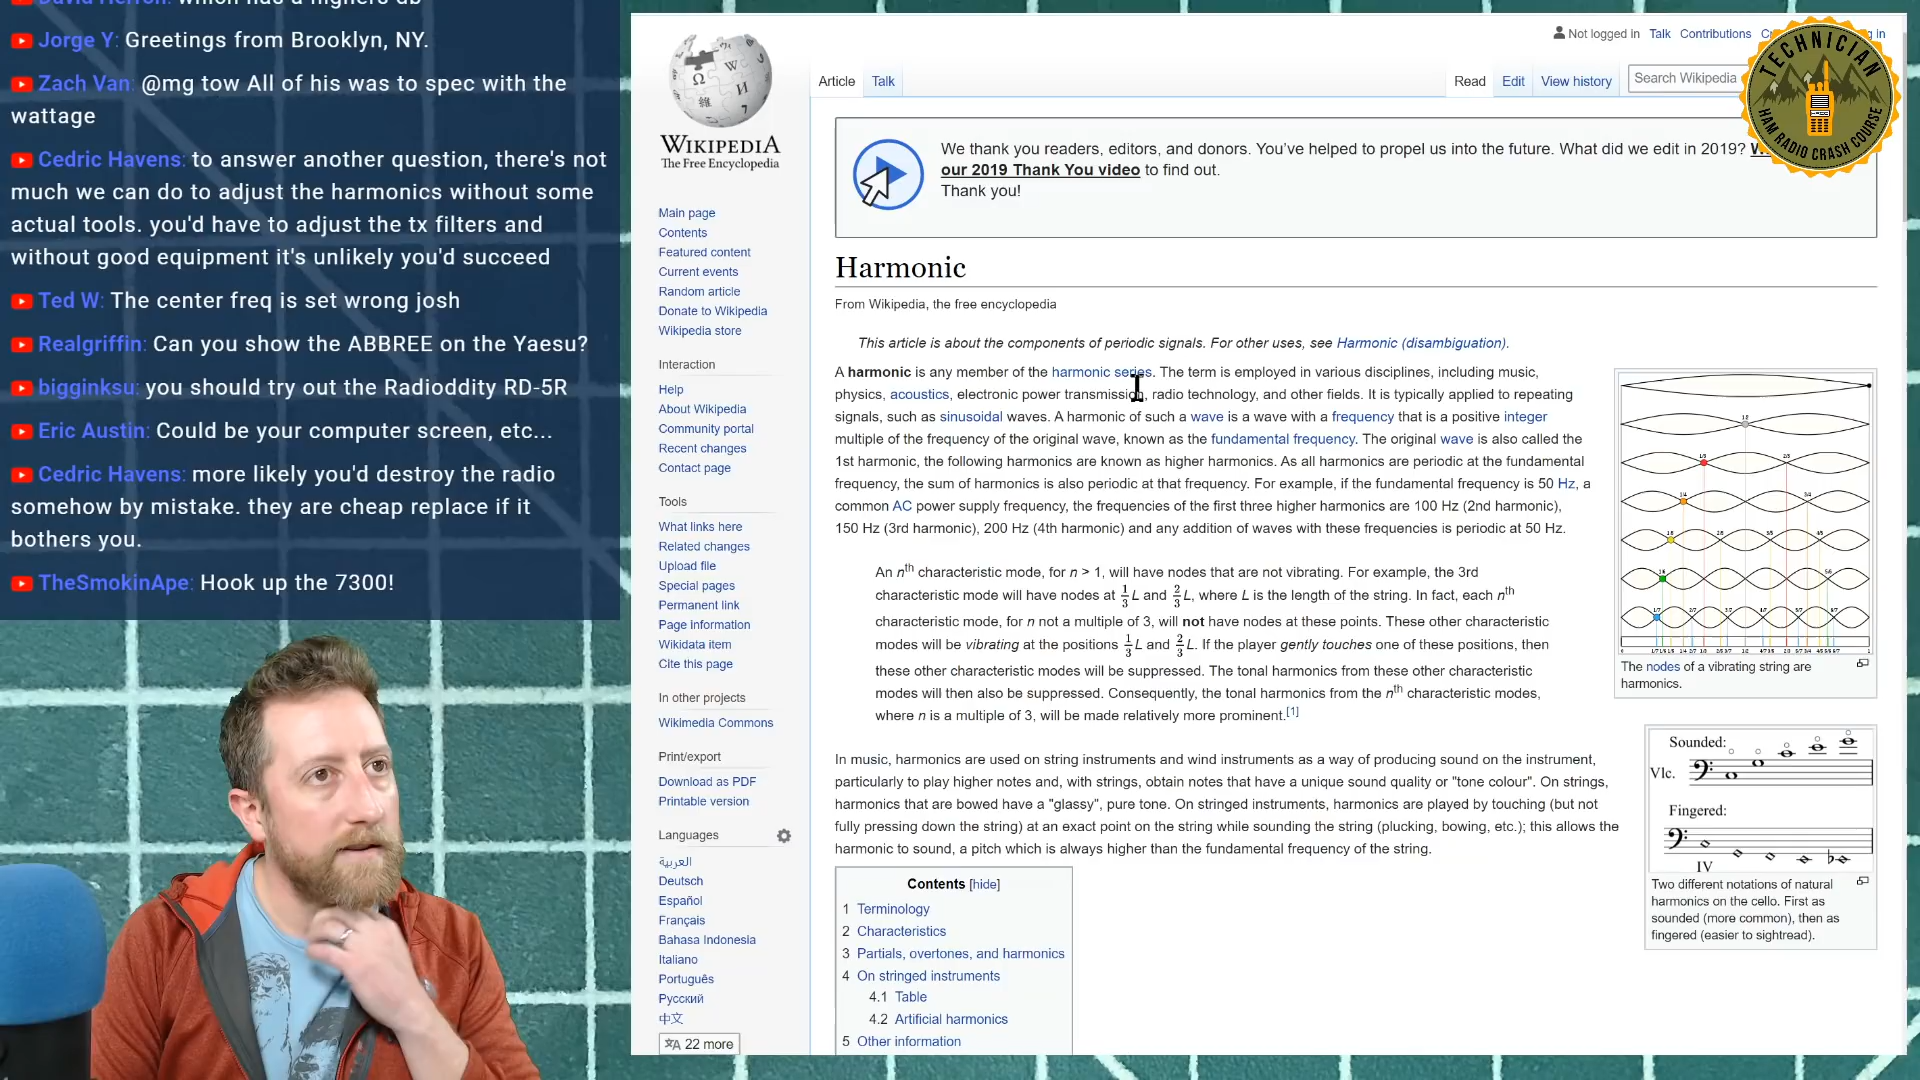 Jorge Y: Greetings from Brooklyn, NY.
Zach Van: @mg tow All of his was to spec with the
wattage
Cedric Havens: to answer another question, there's not
much we can do to adjust the harmonics without some
actual tools. you'd have to adjust the tx filters and
without good equipment it's unlikely you'd succeed
Ted W: The center freq is set wrong josh
Realgriffin: Can you show the ABBREE on the Yaesu?
bigginksu: you should try out the Radioddity RD-5R
Eric Austin: Could be your computer screen, etc...
Cedric Havens: more likely you'd destroy the radio
somehow by mistake. they are cheap replace if it
bothers you.
TheSmokinApe: Hook up the 7300!
WIKIPEDIA
The Free Encyclopedia
Main page
Contents
Featured content
Current events
Random article
Donate to Wikipedia
Wikipedia store
Interaction
Help
About Wikipedia
Community portal
Recent changes
Contact page
Tools
What links here
Related changes
Upload file
Special pages
Permanent link
Page information
Wikidata item
Cite this page
In other projects
Wikimedia Commons
Print/export
Download as PDF
Printable version
Languages
العربية
Deutsch
Español
Français
Bahasa Indonesia
Italiano
Português
Русский
中文
22 more
Not logged in Talk Contributions
Article Talk
Read Edit View history
Search Wikipedia
TECHNICIAN
HAM RADIO CRASH COURSE
We thank you readers, editors, and donors. You've helped to propel us into the future. What did we edit in 2019?
our 2019 Thank You video to find out.
Thank you!
Harmonic
From Wikipedia, the free encyclopedia
This article is about the components of periodic signals. For other uses, see Harmonic (disambiguation).
A harmonic is any member of the harmonic series. The term is employed in various disciplines, including music,
physics, acoustics, electronic power transmission, radio technology, and other fields. It is typically applied to repeating
signals, such as sinusoidal waves. A harmonic of such a wave is a wave with a frequency that is a positive integer
multiple of the frequency of the original wave, known as the fundamental frequency. The original wave is also called the
1st harmonic, the following harmonics are known as higher harmonics. As all harmonics are periodic at the fundamental
frequency, the sum of harmonics is also periodic at that frequency. For example, if the fundamental frequency is 50 Hz, a
common AC power supply frequency, the frequencies of the first three higher harmonics are 100 Hz (2nd harmonic),
150 Hz (3rd harmonic), 200 Hz (4th harmonic) and any addition of waves with these frequencies is periodic at 50 Hz.
An nth characteristic mode, for n > 1, will have nodes that are not vibrating. For example, the 3rd
characteristic mode will have nodes at 1/3 L and 2/3 L, where L is the length of the string. In fact, each nth
characteristic mode, for n not a multiple of 3, will not have nodes at these points. These other characteristic
modes will be vibrating at the positions 1/3 L and 2/3 L. If the player gently touches one of these positions, then
these other characteristic modes will be suppressed. The tonal harmonics from these other characteristic
modes will then also be suppressed. Consequently, the tonal harmonics from the nth characteristic modes,
where n is a multiple of 3, will be made relatively more prominent.[1]
In music, harmonics are used on string instruments and wind instruments as a way of producing sound on the instrument,
particularly to play higher notes and, with strings, obtain notes that have a unique sound quality or "tone colour". On strings,
harmonics that are bowed have a "glassy", pure tone. On stringed instruments, harmonics are played by touching (but not
fully pressing down the string) at an exact point on the string while sounding the string (plucking, bowing, etc.); this allows the
harmonic to sound, a pitch which is always higher than the fundamental frequency of the string.
Contents [hide]
1 Terminology
2 Characteristics
3 Partials, overtones, and harmonics
4 On stringed instruments
4.1 Table
4.2 Artificial harmonics
5 Other information
The nodes of a vibrating string are
harmonics.
Sounded:
Vlc.
Fingered:
IV
Two different notations of natural
harmonics on the cello. First as
sounded (more common), then as
fingered (easier to sightread).